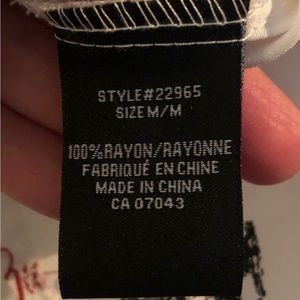 STYLE#22965
SIZE M/M
100%RAYON/RAYONNE
FABRIQUÉ EN CHINE
MADE IN CHINA
CA 07043